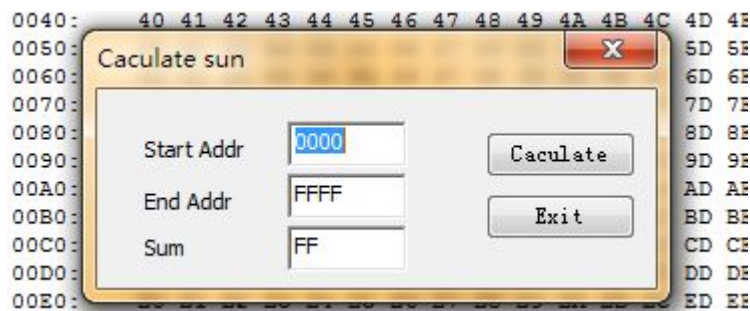 0040: 40 41 42 43 44 45 46 47 48 49 4A 4B 4C 4D 4E
0050: 5D 5E
Caculate sun
0060: 6D 6E
0070: 7D 7E
0080: 8D 8E
Start Addr 0000 Caculate
0090: 9D 9E
00A0: AD AE
End Addr FFFF
00B0: BD BE
Exit
00C0: CD CE
Sum FF
00D0: DD DE
00E0: ED EE